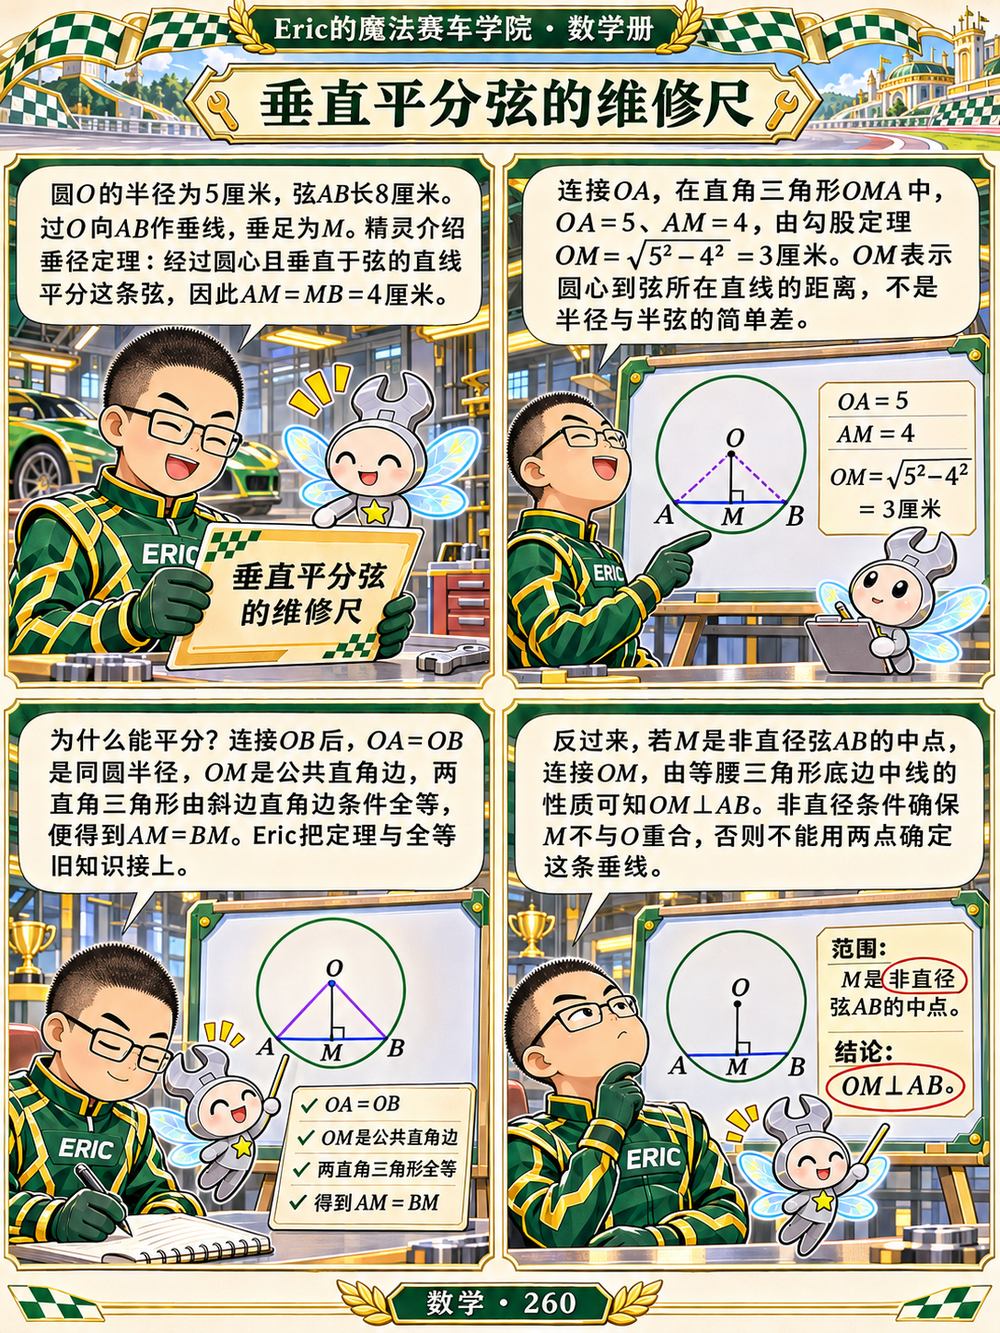 Eric的魔法赛车学院·数学册
垂直平分弦的维修尺
圆O的半径为5厘米，弦AB长8厘米。
过O向AB作垂线，垂足为M。精灵介绍
垂径定理：经过圆心且垂直于弦的直线
平分这条弦，因此AM=MB=4厘米。
ERIC
垂直平分弦
的维修尺
连接OA，在直角三角形OMA中，
OA=5、AM=4，由勾股定理
OM=√5²−4² =3厘米。OM表示
圆心到弦所在直线的距离，不是
半径与半弦的简单差。
O
A
M
B
OA=5
AM=4
OM=√5²−4²
=3厘米
ERIC
为什么能平分？连接OB后，OA=OB
是同圆半径，OM是公共直角边，两
直角三角形由斜边直角边条件全等，
便得到AM=BM。Eric把定理与全等
旧知识接上。
O
A
M
B
✓ OA=OB
✓ OM是公共直角边
✓ 两直角三角形全等
✓ 得到AM=BM
ERIC
反过来，若M是非直径弦AB的中点，
连接OM，由等腰三角形底边中线的
性质可知OM⊥AB。非直径条件确保
M不与O重合，否则不能用两点确定
这条垂线。
O
A
M
B
范围：
M是非直径
弦AB的中点。
结论：
OM⊥AB。
ERIC
数学·260